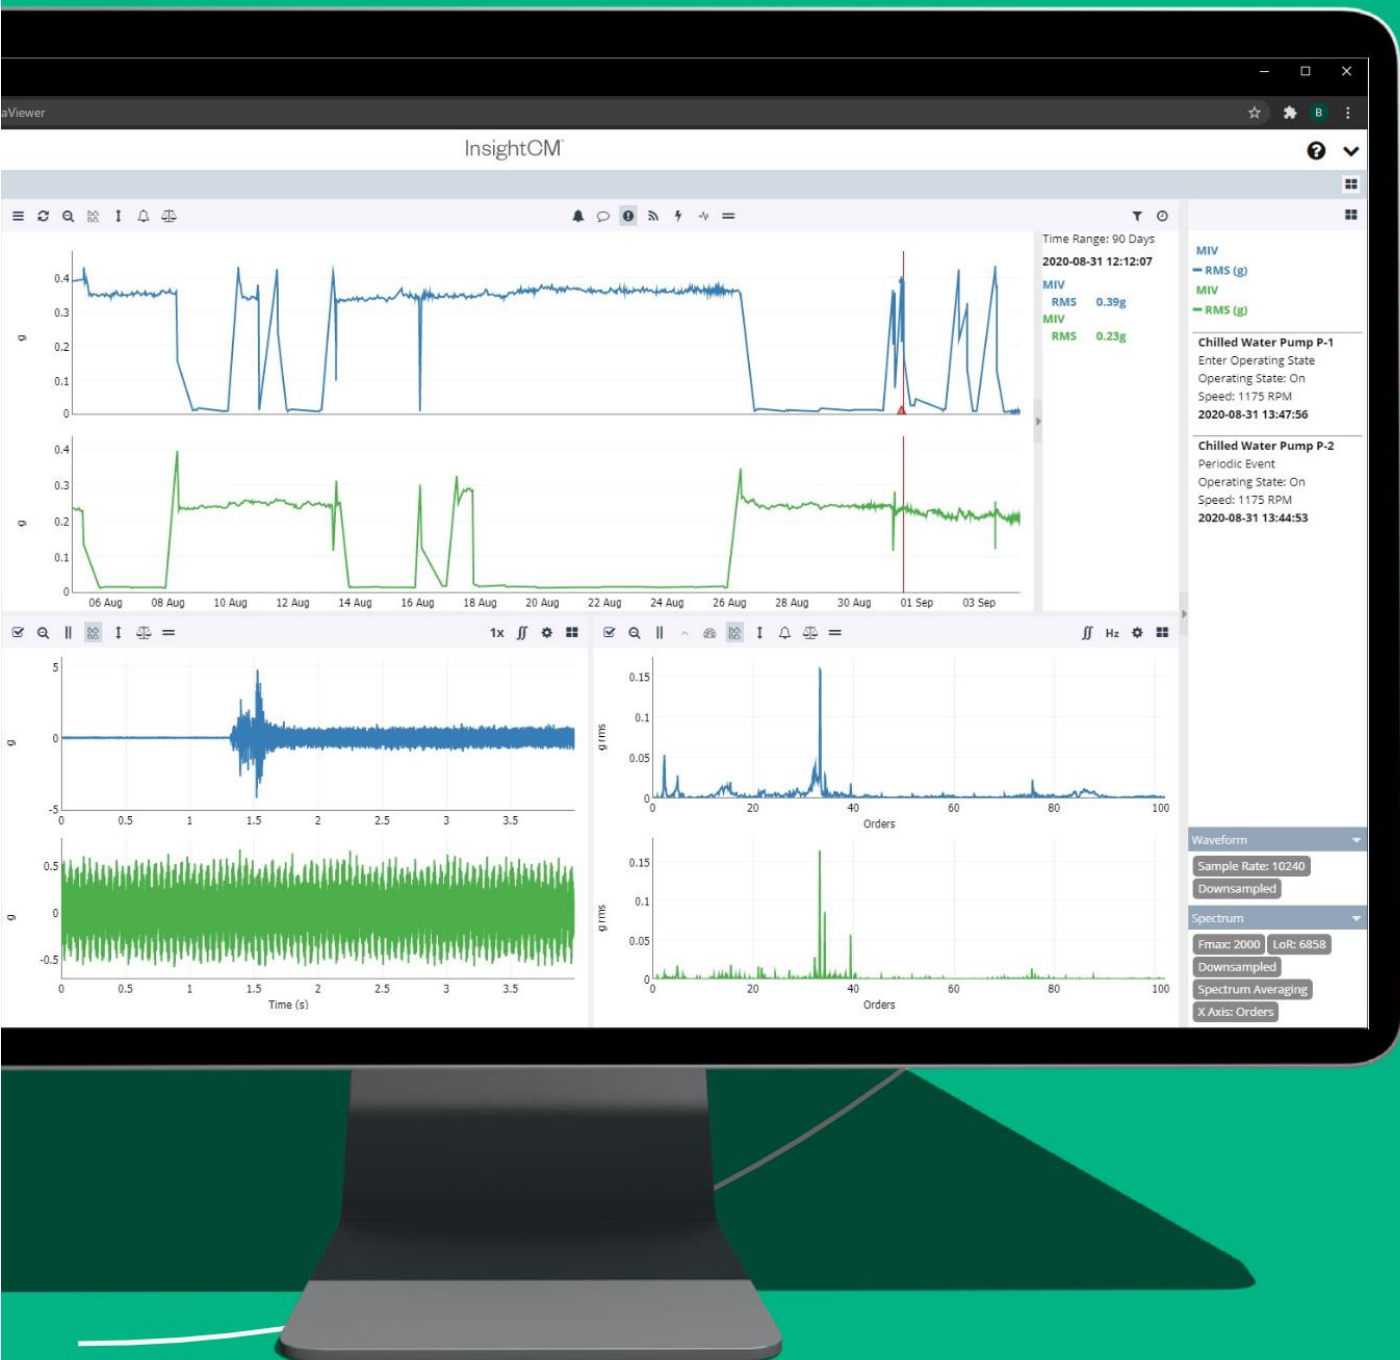 aViewer
B
InsightCM
Time Range: 90 Days
2020-08-31 12:12:07
MIV
RMS 0.39g
MIV
RMS 0.23g
g
0.4
0.3
0.2
0.1
0
g
0.4
0.3
0.2
0.1
0
06 Aug 08 Aug 10 Aug 12 Aug 14 Aug 16 Aug 18 Aug 20 Aug 22 Aug 24 Aug 26 Aug 28 Aug 30 Aug 01 Sep 03 Sep
MIV
RMS (g)
MIV
RMS (g)
Chilled Water Pump P-1
Enter Operating State
Operating State: On
Speed: 1175 RPM
2020-08-31 13:47:56
Chilled Water Pump P-2
Periodic Event
Operating State: On
Speed: 1175 RPM
2020-08-31 13:44:53
1x
g
5
0
-5
0 0.5 1 1.5 2 2.5 3 3.5
g
0.5
0
-0.5
0 0.5 1 1.5 2 2.5 3 3.5
Time (s)
Hz
g rms
0.15
0.1
0.05
0
0 20 40 60 80 100
Orders
g rms
0.15
0.1
0.05
0
0 20 40 60 80 100
Orders
Waveform
Sample Rate: 10240
Downsampled
Spectrum
Fmax: 2000 LoR: 6858
Downsampled
Spectrum Averaging
X Axis: Orders